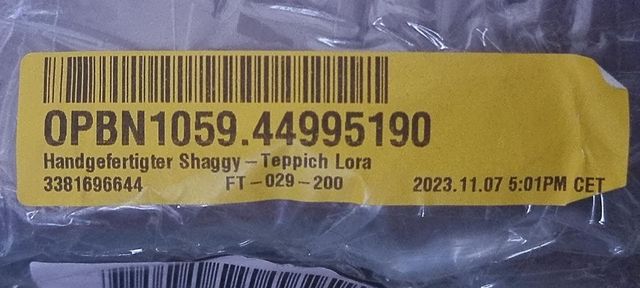 OPBN1059.44995190
Handgefertigter Shaggy-Teppich Lora
3381696644 FT-029-200 2023.11.07 5:01PM CET